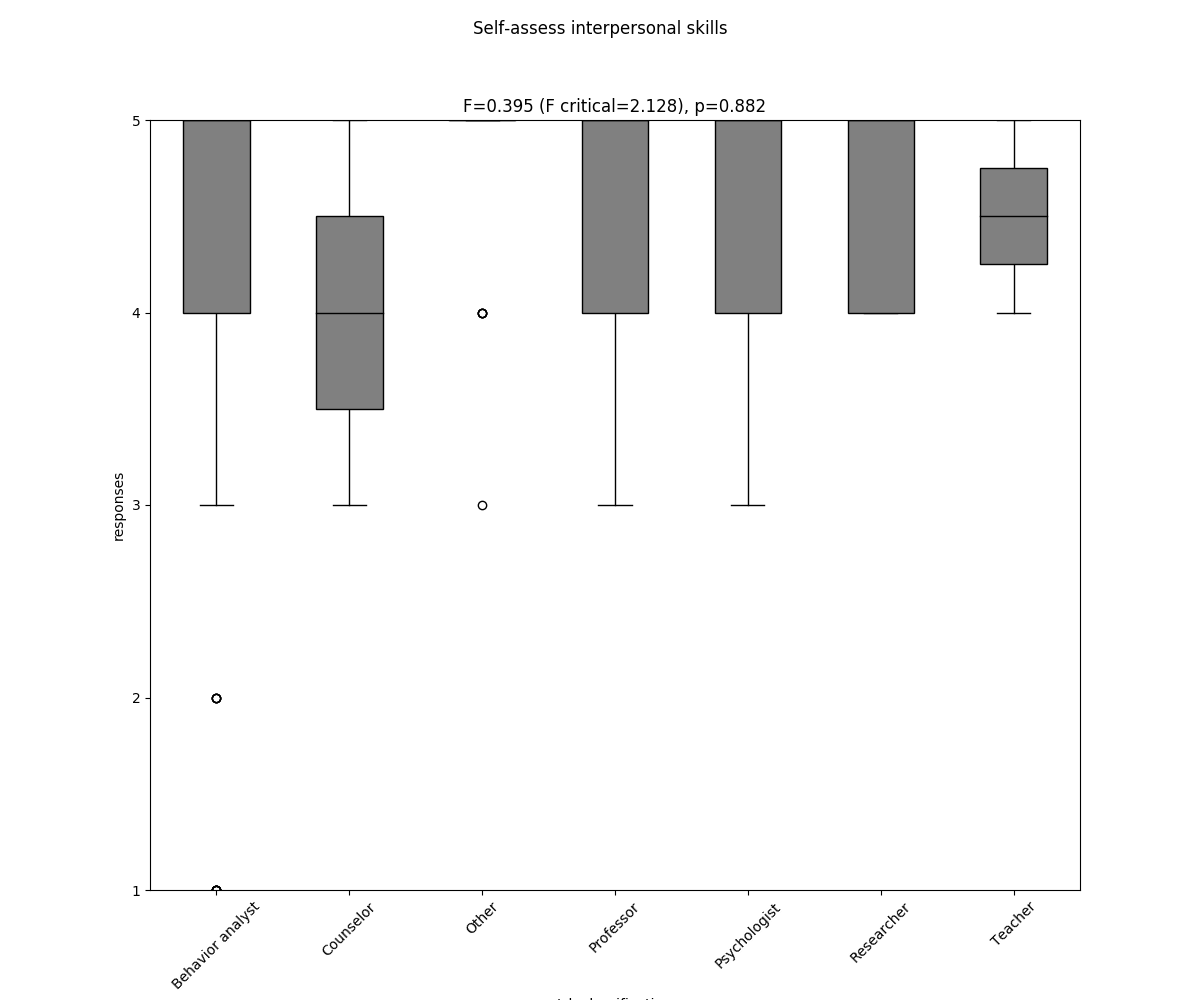 Self-assess interpersonal skills
F=0.395 (F critical=2.128), p=0.882
5
4
3
2
1
responses
Behavior analyst
Counselor
Other
Professor
Psychologist
Researcher
Teacher